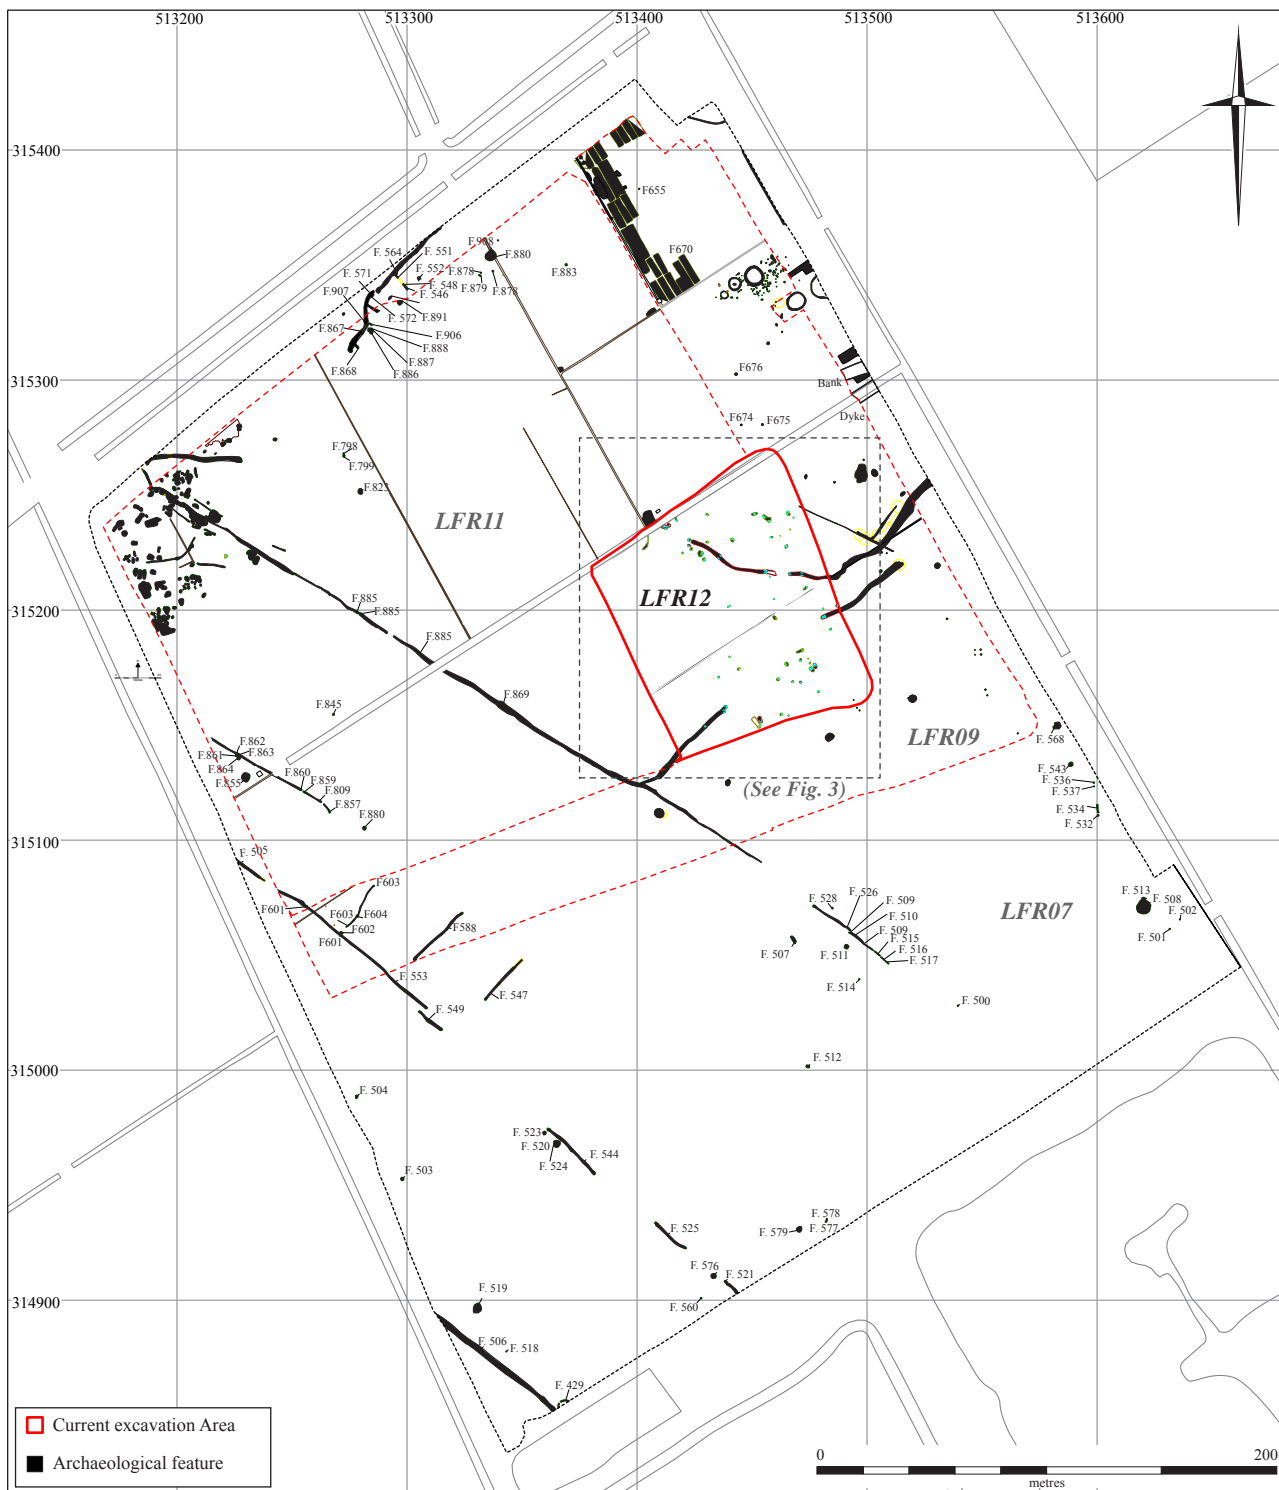 513200
513300
513400
513500
513600
315400
F655
F.908
F. 564
F. 551
F.880
F670
F. 571
F. 552
F.878
F.883
F.907
F. 548
F.879
F.878
F. 546
F.867
F. 572
F.891
F.906
F.868
F.888
F.887
F.886
F676
315300
Bank
Dyke
F674
F675
F.798
F.799
F.823
LFR11
LFR12
315200
F.885
F.885
F.885
F.869
F.845
F.862
F.861
F.863
F.864
F.855
F.860
F.859
F.809
F.857
F.880
LFR09
F. 568
F. 543
F. 536
F. 537
F. 534
F. 532
(See Fig. 3)
315100
F. 505
F603
F601
F603
F604
F602
F601
F588
F. 553
F. 547
F. 549
F. 528
F. 526
F. 509
F. 510
F. 509
F. 507
F. 511
F. 515
F. 516
F. 517
F. 514
F. 500
LFR07
F. 513
F. 508
F. 502
F. 501
315000
F. 512
F. 504
F. 523
F. 520
F. 544
F. 524
F. 503
F. 578
F. 579
F. 577
F. 525
F. 576
F. 521
314900
F. 519
F. 560
F. 506
F. 518
F. 429
Current excavation Area
Archaeological feature
0
200
metres